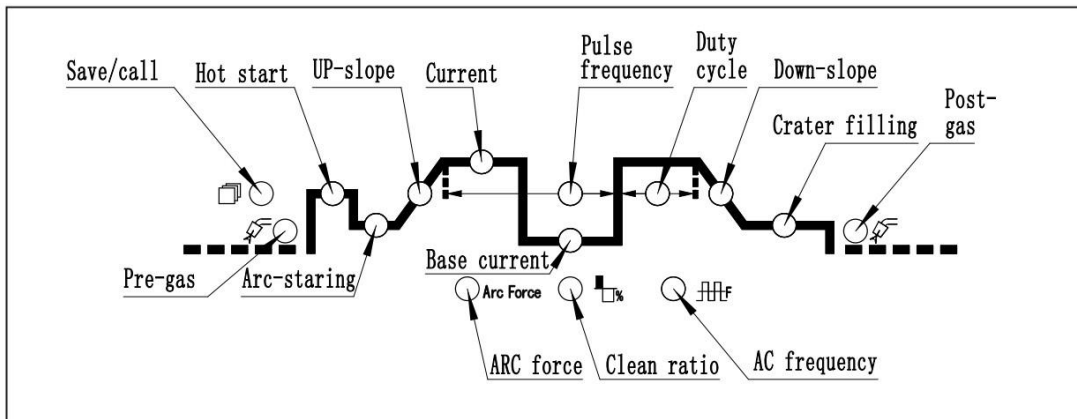 Save/call
Hot start
UP-slope
Current
Pulse
frequency
Duty
cycle
Down-slope
Crater filling
Post-
gas
Pre-gas
Arc-staring
Base current
Arc Force
%
F
ARC force
Clean ratio
AC frequency